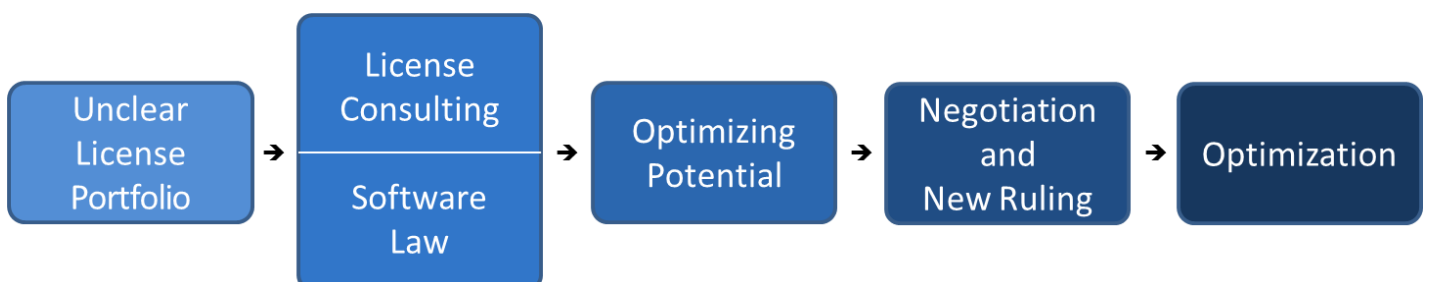 Unclear
License
Portfolio
License
Consulting
Software
Law
Optimizing
Potential
Negotiation
and
New Ruling
Optimization